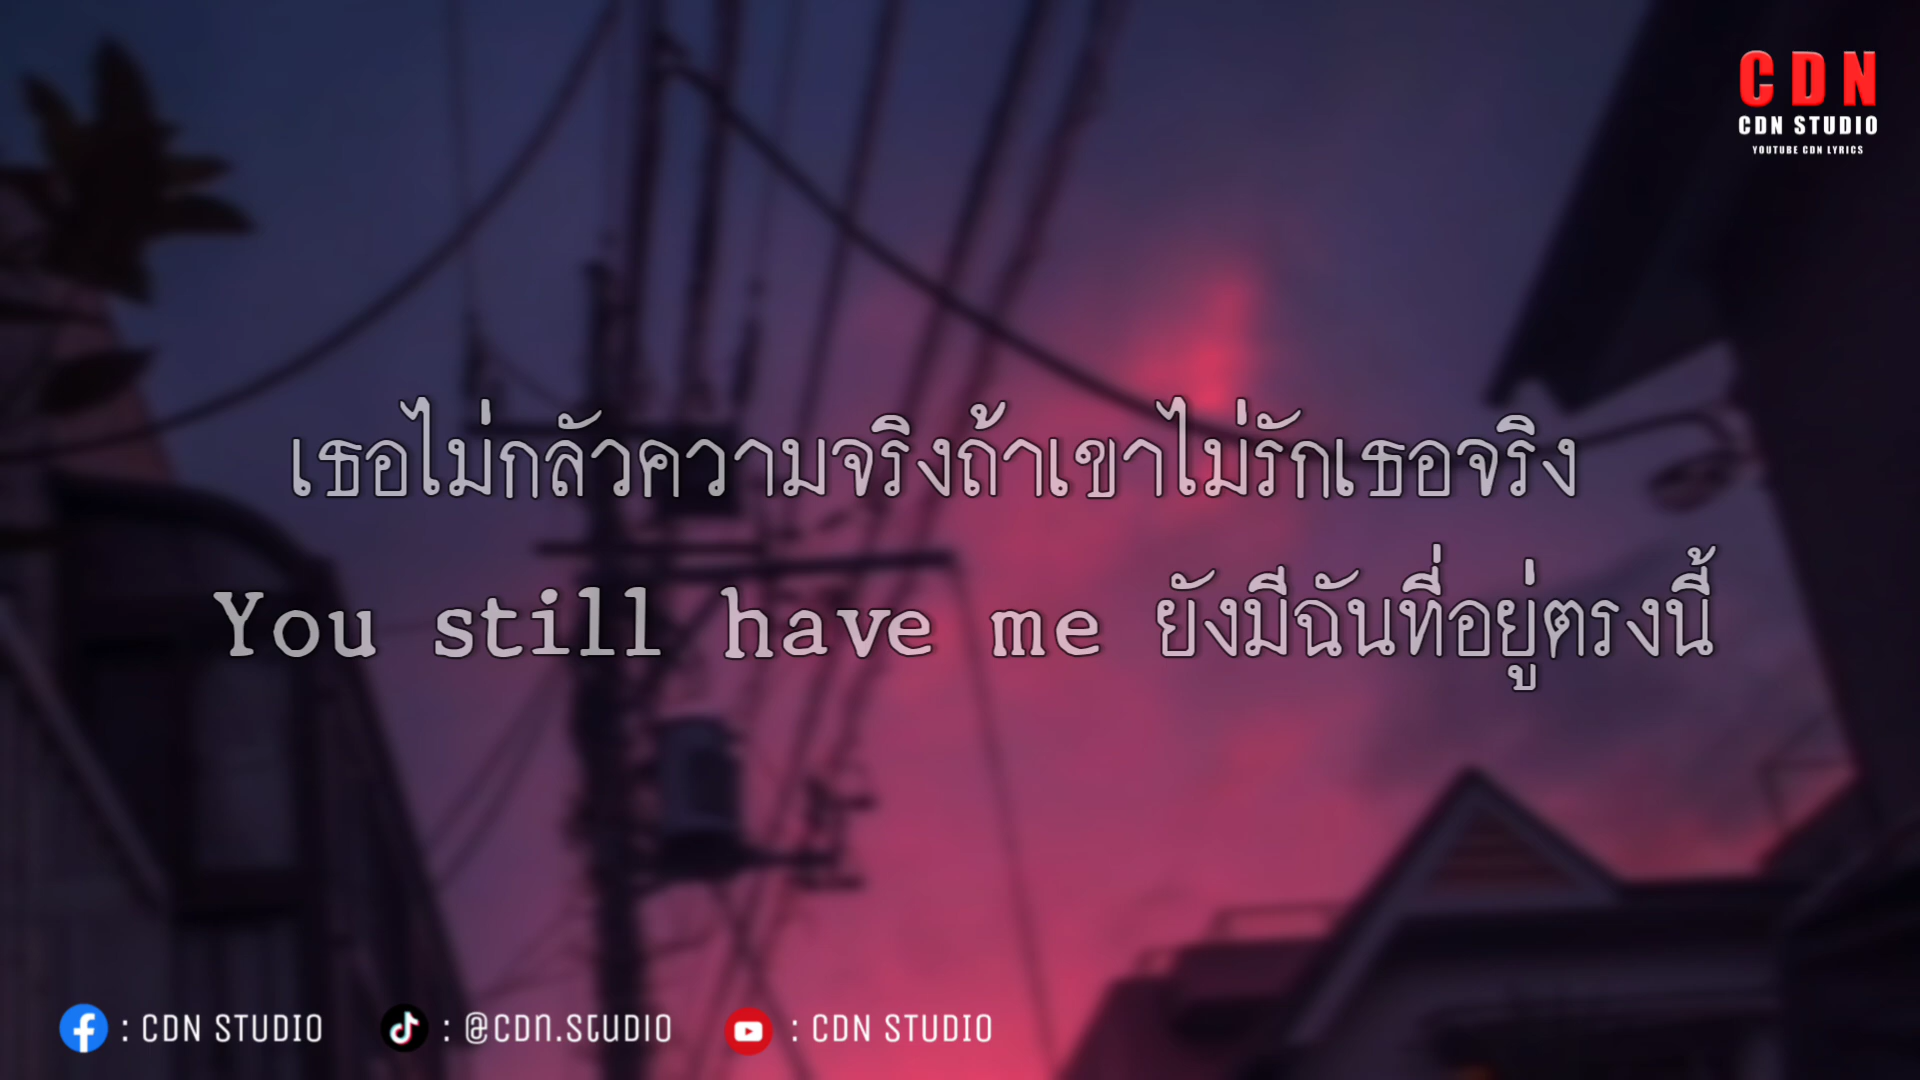 CDN
CDN STUDIO
YOUTUBE CDN LYRICS
เธอไม่กลัวความจริงถ้าเขาไม่รักเธอจริง
You still have me ยังมีฉันที่อยู่ตรงนี้
: CDN STUDIO : @CDN.STUDIO : CDN STUDIO